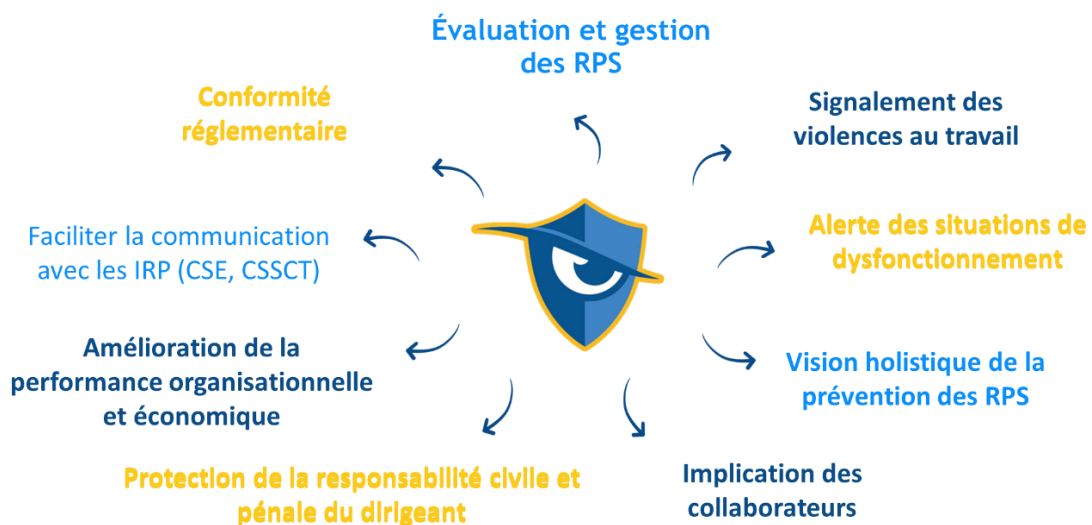 Évaluation et gestion
des RPS
Conformité
réglementaire
Signalement des
violences au travail
Faciliter la communication
avec les IRP (CSE, CSSCT)
Alerte des situations de
dysfonctionnement
Amélioration de la
performance organisationnelle
et économique
Vision holistique de la
prévention des RPS
Protection de la responsabilité civile et
pénale du dirigeant
Implication des
collaborateurs